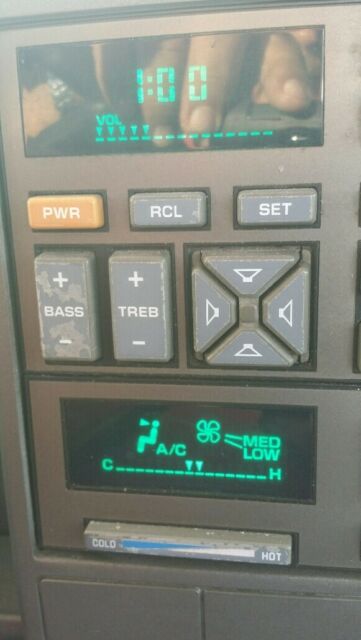 1:00
VOL
PWR RCL SET
+ +
BASS TREB
- -
A/C MED
LOW
C H
COLD HOT